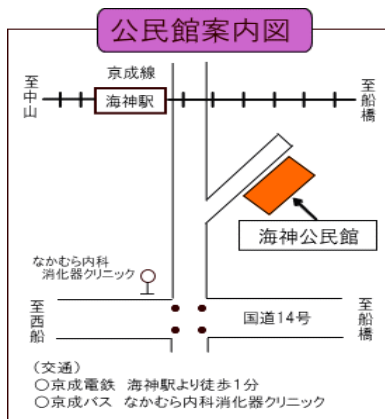 公民館案内図
京成線
至中山
海神駅
至船橋
海神公民館
なかむら内科
消化器クリニック
至西船
国道14号
至船橋
（交通）
○京成電鉄　海神駅より徒歩1分
○京成バス　なかむら内科消化器クリニック